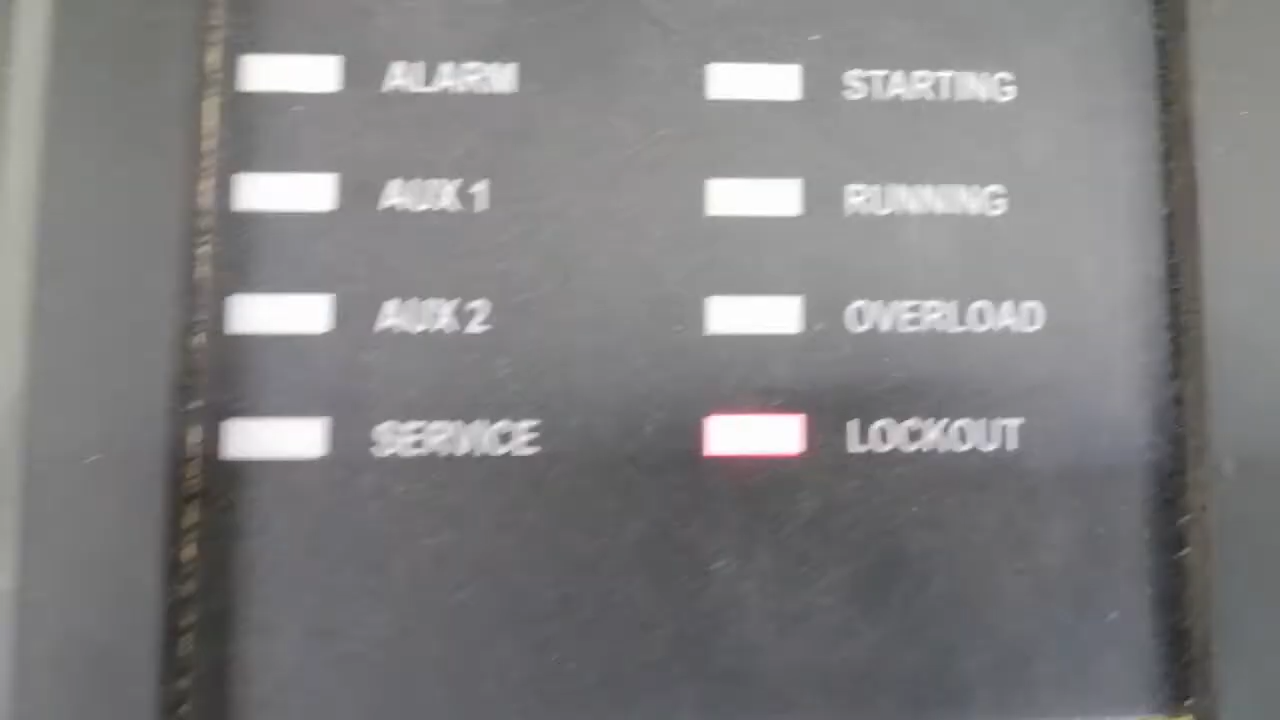 ALARM
STARTING
AUX 1
RUNNING
AUX 2
OVERLOAD
SERVICE
LOCKOUT